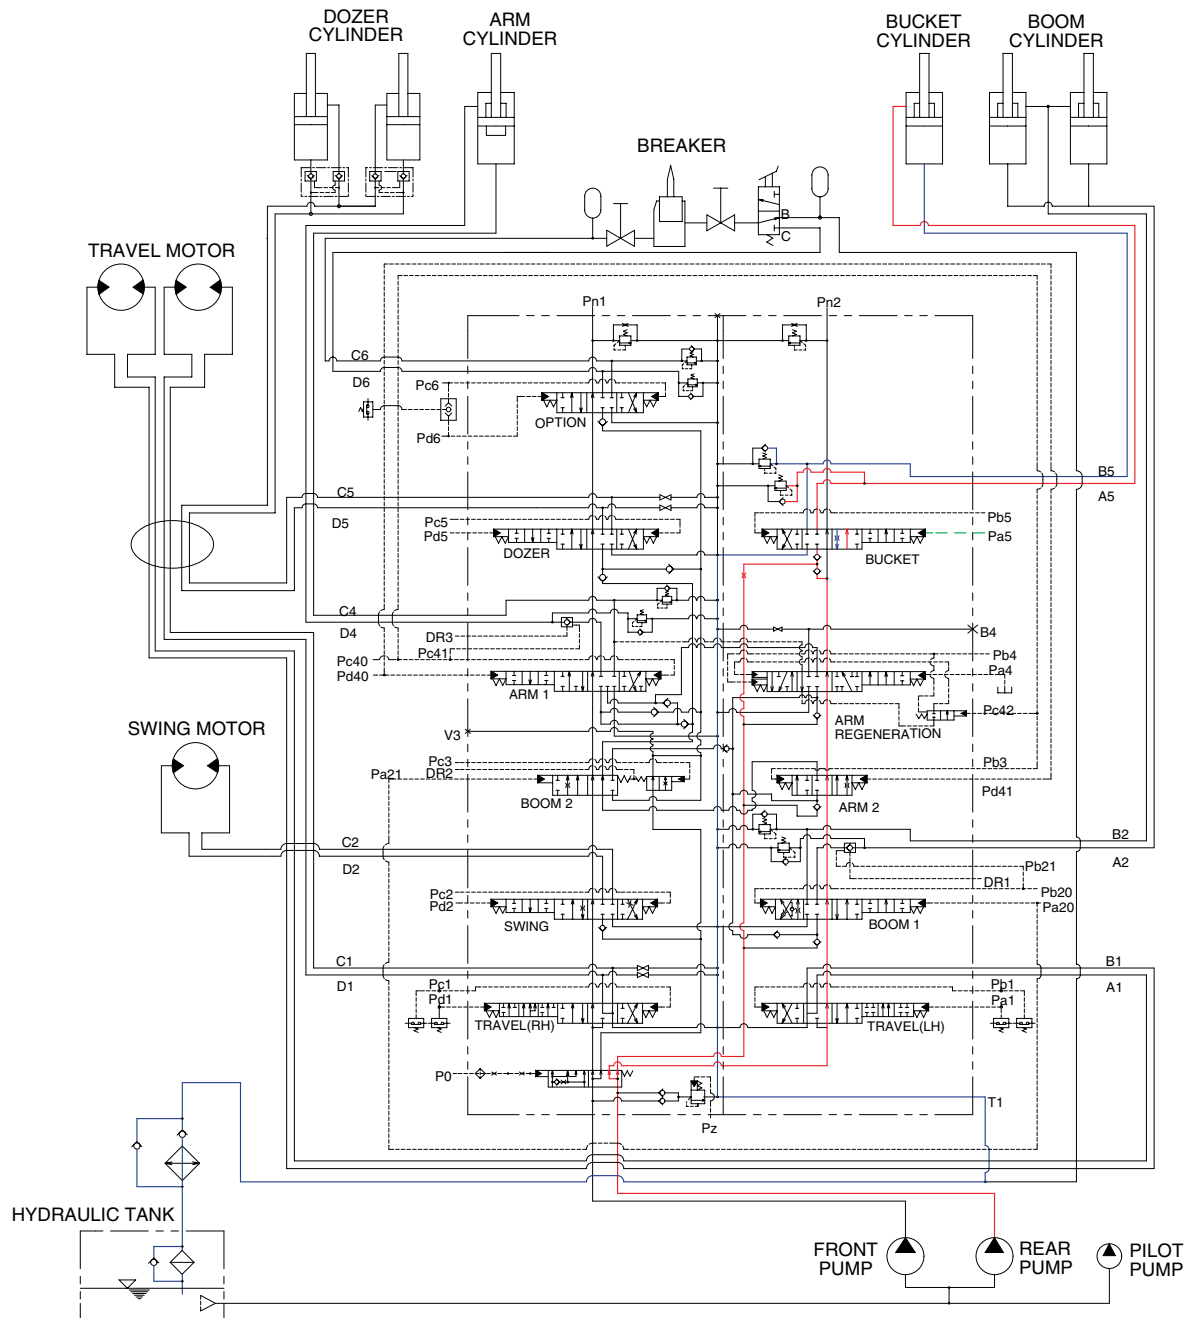 DOZER
CYLINDER
ARM
CYLINDER
BUCKET
CYLINDER
BOOM
CYLINDER
BREAKER
B
C
TRAVEL MOTOR
Pn1
Pn2
C6
D6
Pc6
Pd6
OPTION
C5
D5
Pc5
Pd5
DOZER
B5
A5
Pb5
Pa5
BUCKET
C4
D4
DR3
Pc41
Pc40
Pd40
ARM 1
B4
Pb4
Pa4
Pc42
ARM
REGENERATION
SWING MOTOR
V3
Pc3
DR2
Pa21
BOOM 2
Pb3
Pd41
ARM 2
C2
D2
B2
A2
Pb21
DR1
Pc2
Pd2
SWING
Pb20
Pa20
BOOM 1
C1
D1
B1
A1
Pc1
Pd1
TRAVEL(RH)
Pb1
Pa1
TRAVEL(LH)
P0
Pz
T1
HYDRAULIC TANK
FRONT
PUMP
REAR
PUMP
PILOT
PUMP